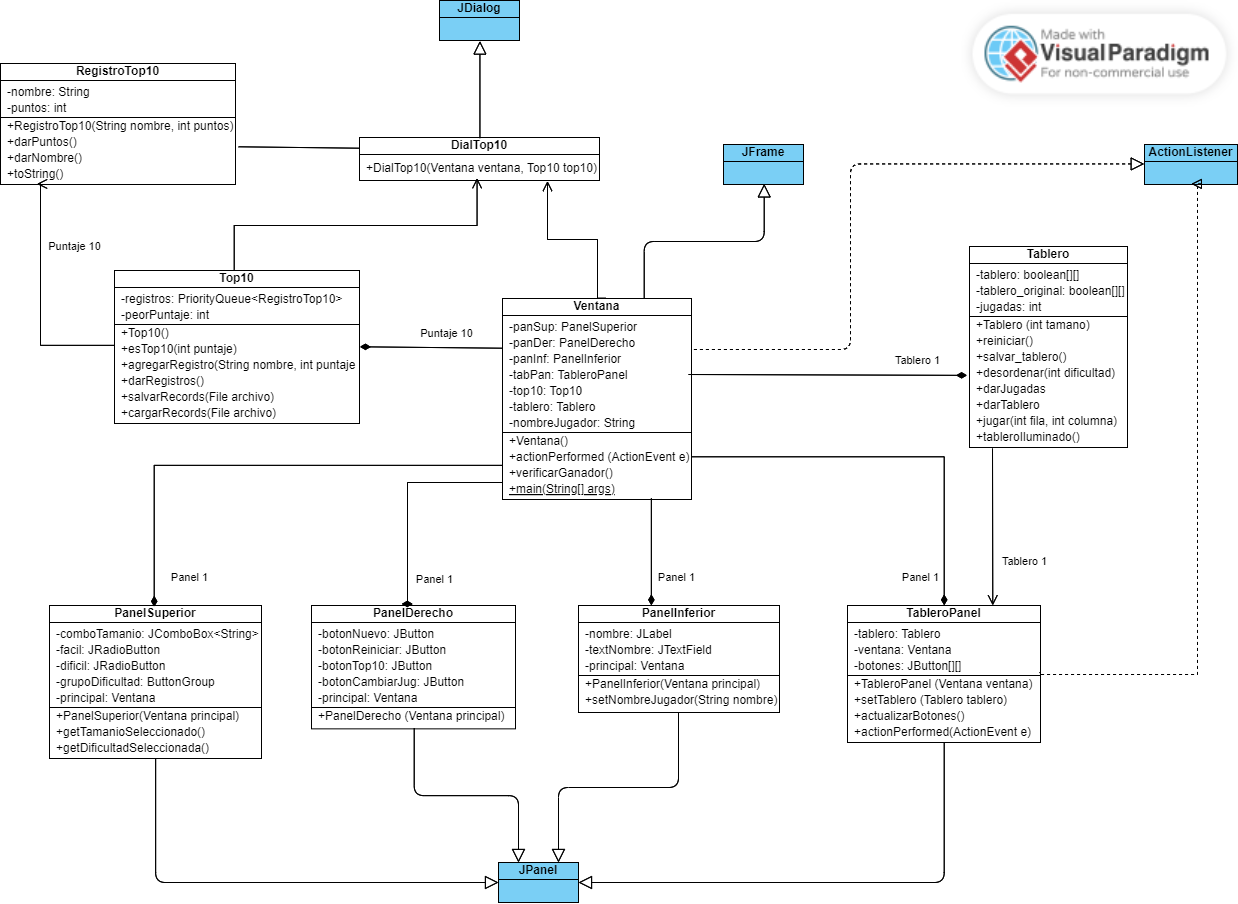 JDialog
Made with
Visual Paradigm
For non-commercial use
RegistroTop10
-nombre: String
-puntos: int
+RegistroTop10(String nombre, int puntos)
+darPuntos()
+darNombre()
+toString()
DialTop10
+DialTop10(Ventana ventana, Top10 top10)
JFrame
ActionListener
Puntaje 10
Top10
-registros: PriorityQueue<RegistroTop10>
-peorPuntaje: int
+Top10()
+esTop10(int puntaje)
+agregarRegistro(String nombre, int puntaje
+darRegistros()
+salvarRecords(File archivo)
+cargarRecords(File archivo)
Puntaje 10
Ventana
-panSup: PanelSuperior
-panDer: PanelDerecho
-panInf: PanelInferior
-tabPan: TableroPanel
-top10: Top10
-tablero: Tablero
-nombreJugador: String
+Ventana()
+actionPerformed (ActionEvent e)
+verificarGanador()
+main(String[] args)
Tablero 1
Tablero
-tablero: boolean[][]
-tablero_original: boolean[][]
-jugadas: int
+Tablero (int tamano)
+reiniciar()
+salvar_tablero()
+desordenar(int dificultad)
+darJugadas
+darTablero
+jugar(int fila, int columna)
+tableroIluminado()
Tablero 1
Panel 1
Panel 1
Panel 1
Panel 1
PanelSuperior
-comboTamanio: JComboBox<String>
-facil: JRadioButton
-dificil: JRadioButton
-grupoDificultad: ButtonGroup
-principal: Ventana
+PanelSuperior(Ventana principal)
+getTamanioSeleccionado()
+getDificultadSeleccionada()
PanelDerecho
-botonNuevo: JButton
-botonReiniciar: JButton
-botonTop10: JButton
-botonCambiarJug: JButton
-principal: Ventana
+PanelDerecho (Ventana principal)
PanelInferior
-nombre: JLabel
-textNombre: JTextField
-principal: Ventana
+PanelInferior(Ventana principal)
+setNombreJugador(String nombre)
TableroPanel
-tablero: Tablero
-ventana: Ventana
-botones: JButton[][]
+TableroPanel (Ventana ventana)
+setTablero (Tablero tablero)
+actualizarBotones()
+actionPerformed(ActionEvent e)
JPanel